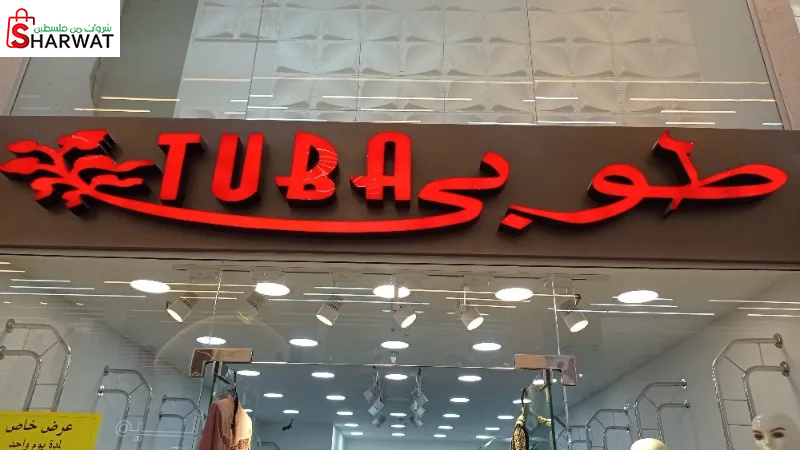 شروات من فلسطين
SHARWAT
TUBA طوبى
عرض خاص
لمدة يوم واحد